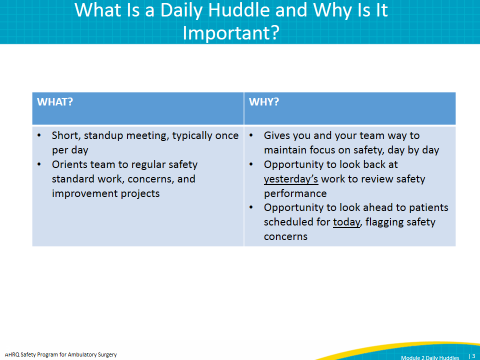 What Is a Daily Huddle and Why Is It
Important?
WHAT?
• Short, standup meeting, typically once
per day
• Orients team to regular safety
standard work, concerns, and
improvement projects
WHY?
• Gives you and your team way to
maintain focus on safety, day by day
• Opportunity to look back at
yesterday's work to review safety
performance
• Opportunity to look ahead to patients
scheduled for today, flagging safety
concerns
AHRQ Safety Program for Ambulatory Surgery
Module 2 Daily Huddles | 3